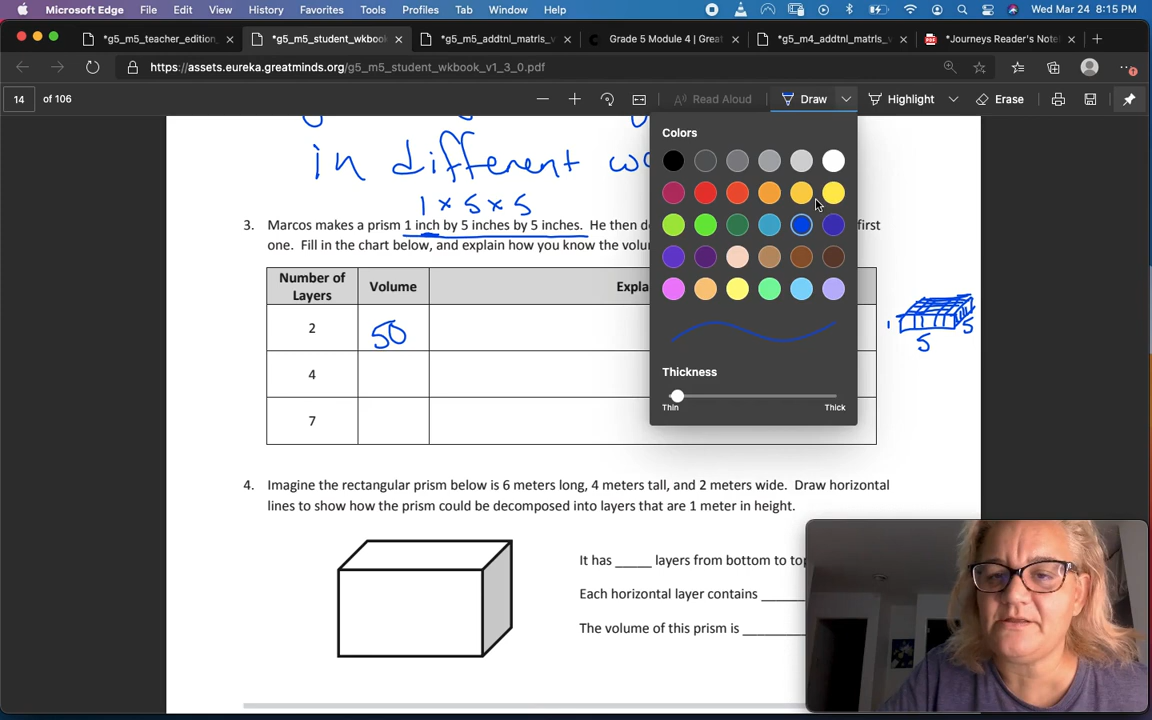 Microsoft Edge File Edit View History Favorites Tools Profiles Tab Window Help Wed Mar 24 8:15 PM
*g5_m5_teacher_edition_ *g5_m5_student_wkbook *g5_m5_addtnl_matrls_v Grade 5 Module 4 | Great *g5_m4_addtnl_matrls_v *Journeys Reader's Note
https://assets.eureka.greatminds.org/g5_m5_student_wkbook_v1_3_0.pdf
14 of 106 Read Aloud Draw Highlight Erase
Colors
Thickness
Thin Thick
in different
1 × 5 × 5
3. Marcos makes a prism 1 inch by 5 inches by 5 inches. He then first
one. Fill in the chart below, and explain how you know the
Number of Layers Volume
2 50
4
7
1 5 5
4. Imagine the rectangular prism below is 6 meters long, 4 meters tall, and 2 meters wide. Draw horizontal
lines to show how the prism could be decomposed into layers that are 1 meter in height.
It has _____ layers from bottom to
Each horizontal layer contains ______
The volume of this prism is ________